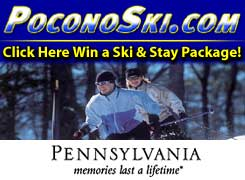 PoconoSki.com
Click Here Win a Ski & Stay Package!
PENNSYLVANIA
memories last a lifetime*